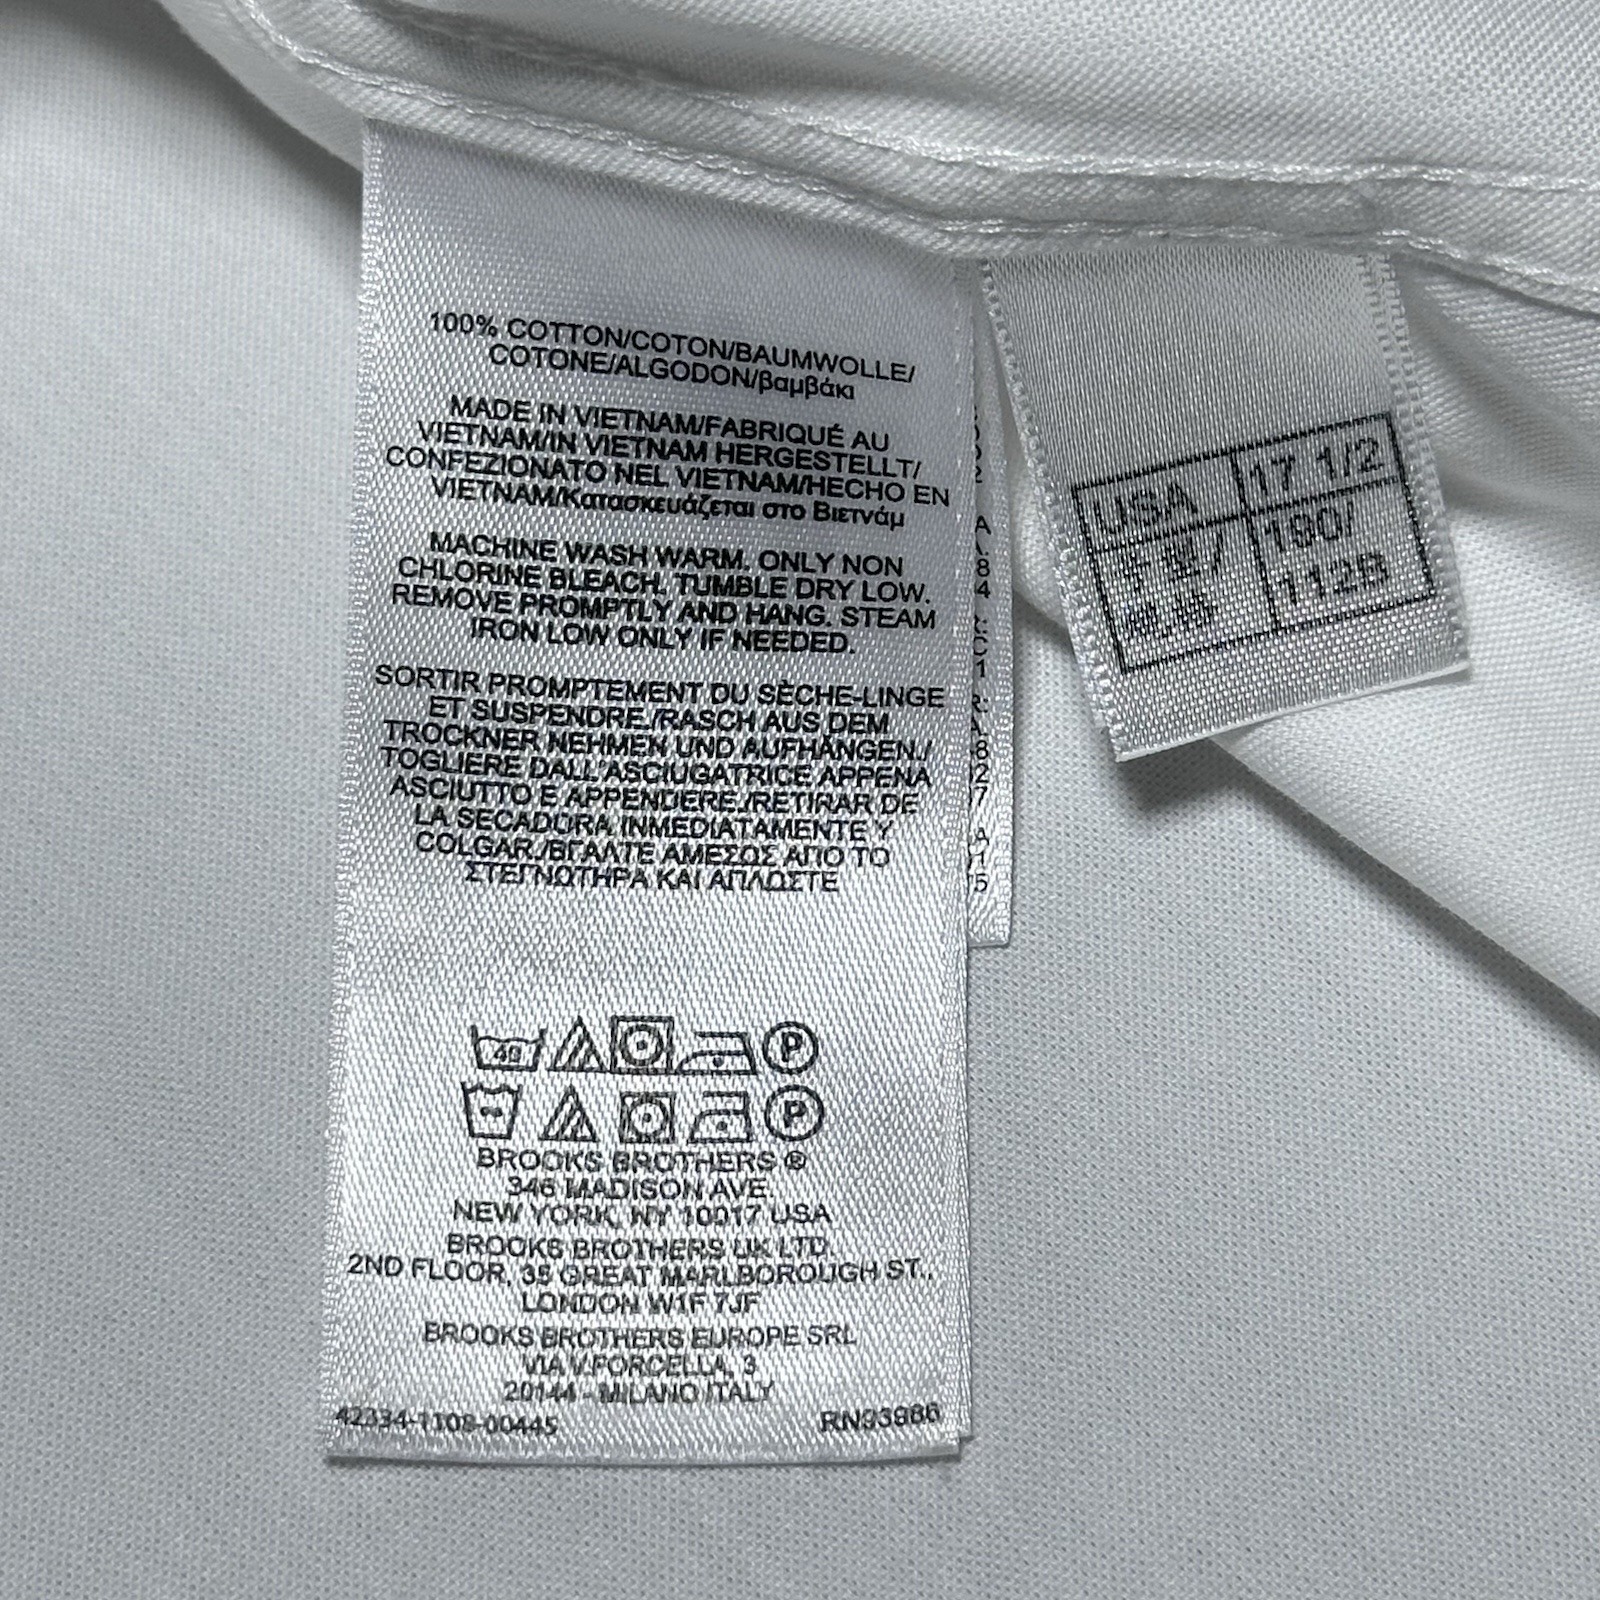 100% COTTON/COTON/BAUMWOLLE/
COTONE/ALGODON/βαμβάκι
MADE IN VIETNAM/FABRIQUÉ AU
VIETNAM/IN VIETNAM HERGESTELLT/
CONFEZIONATO NEL VIETNAM/HECHO EN
VIETNAM/Κατασκευάζεται στο Βιετνάμ
MACHINE WASH WARM. ONLY NON
CHLORINE BLEACH. TUMBLE DRY LOW.
REMOVE PROMPTLY AND HANG. STEAM
IRON LOW ONLY IF NEEDED.
SORTIR PROMPTEMENT DU SÈCHE-LINGE
ET SUSPENDRE./RASCH AUS DEM
TROCKNER NEHMEN UND AUFHÄNGEN./
TOGLIERE DALL'ASCIUGATRICE APPENA
ASCIUTTO E APPENDERE./RETIRAR DE
LA SECADORA INMEDIATAMENTE Y
COLGAR./ΒΓΑΛΤΕ ΑΜΕΣΩΣ ΑΠΟ ΤΟ
ΣΤΕΓΝΩΤΗΡΑ ΚΑΙ ΑΠΛΩΣΤΕ
40 P
P
BROOKS BROTHERS ®
346 MADISON AVE.
NEW YORK, NY 10017 USA
BROOKS BROTHERS UK LTD.
2ND FLOOR, 35 GREAT MARLBOROUGH ST.,
LONDON W1F 7JF
BROOKS BROTHERS EUROPE SRL
VIA V.FORCELLA, 3
20144 - MILANO ITALY
42334-1108-00445 RN93986
USA 17 1/2
号型/ 190/
112B